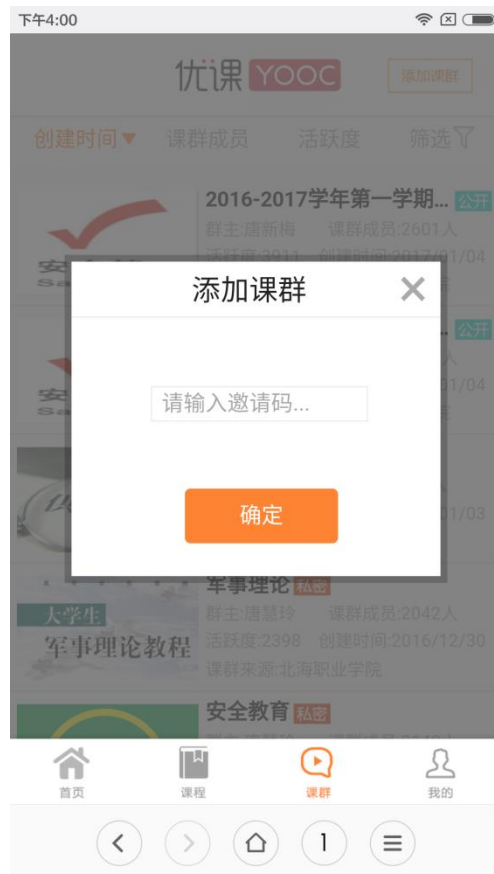 下午4:00
优课 YOOC
添加课群
创建时间▼ 课群成员 活跃度 筛选
2016-2017学年第一学期... 公开
群主:唐新梅 课群成员:2601人
活跃度:3911 创建时间:2017/01/04
添加课群
公开
请输入邀请码...
确定
军事理论 私密
群主:唐慧玲 课群成员:2042人
活跃度:2398 创建时间:2016/12/30
课群来源:北海职业学院
大学生
军事理论教程
安全教育 私密
首页 课程 课群 我的
1